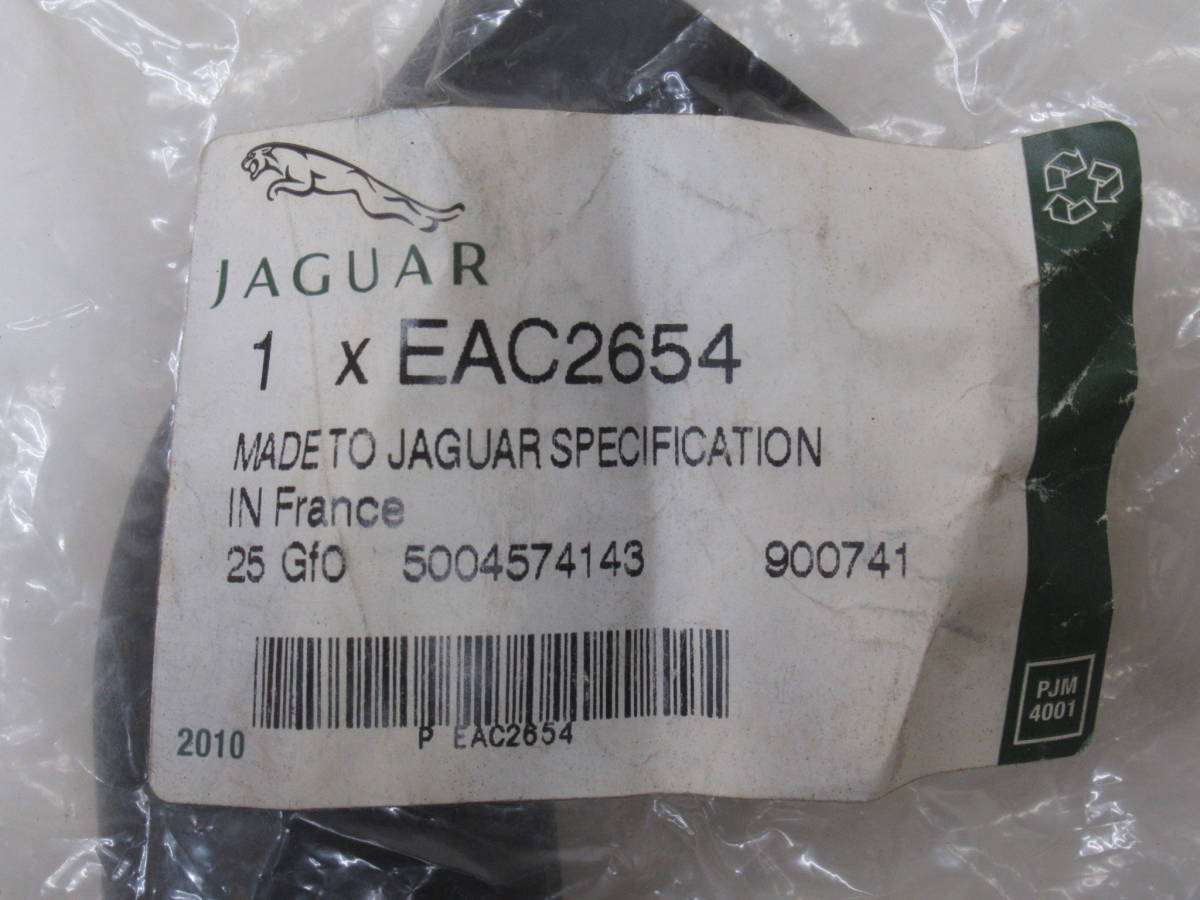 JAGUAR
1 x EAC2654
MADE TO JAGUAR SPECIFICATION
IN France
25 GfO 5004574143 900741
P EAC2654
2010
PJM
4001